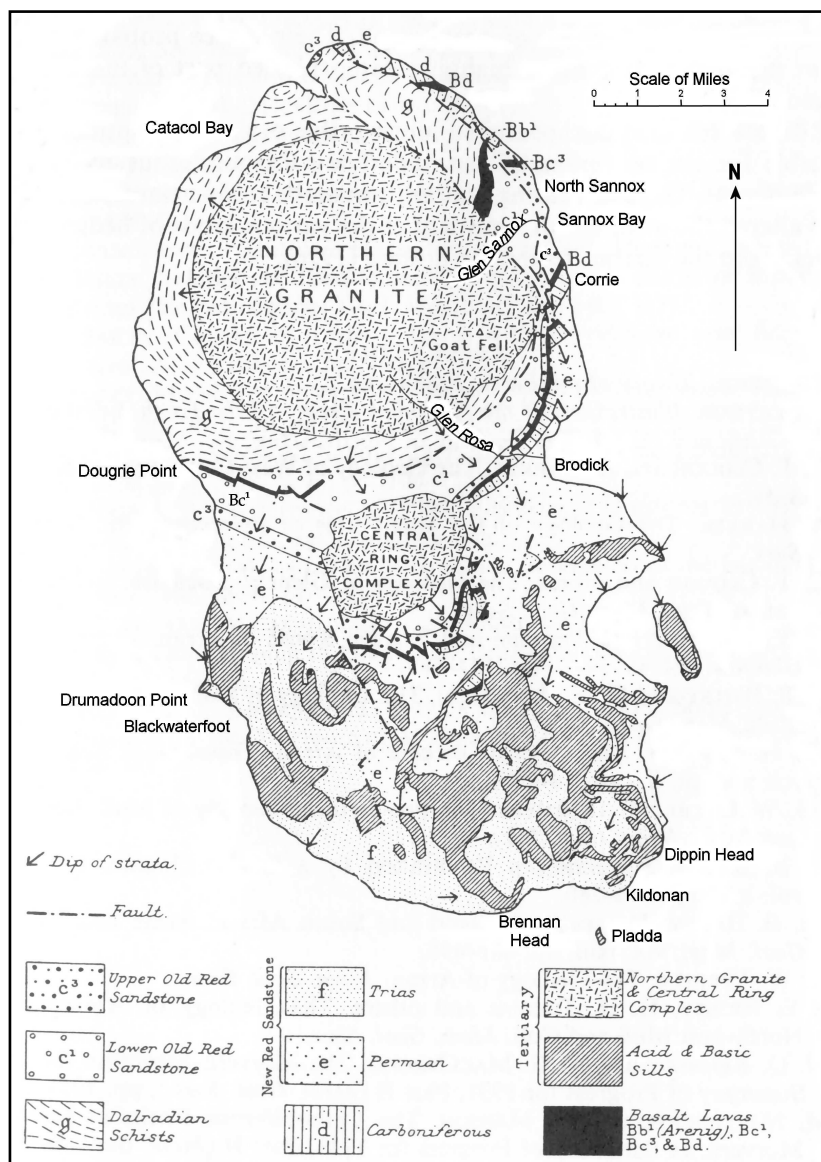 c³ d e
d
Bd
Scale of Miles
0 1 2 4
Catacol Bay
g
Bb¹
Bc³
North Sannox
N
c¹
Sannox Bay
NORTHERN
GRANITE
Glen Sannox
c³
Bd
Corrie
Goat Fell
e
g
Glen Rosa
Dougrie Point
c¹
Brodick
Bc¹
c³
e
CENTRAL
RING
COMPLEX
e
e
f
Drumadoon Point
Blackwaterfoot
e
f
Dip of strata.
Dippin Head
Kildonan
Fault.
Brennan
Head
Pladda
c³ Upper Old Red
Sandstone
c¹ Lower Old Red
Sandstone
g Dalradian
Schists
New Red Sandstone
f Trias
e Permian
d Carboniferous
Tertiary
Northern Granite
& Central Ring
Complex
Acid & Basic
Sills
Basalt Lavas
Bb¹ (Arenig), Bc¹,
Bc³, & Bd.